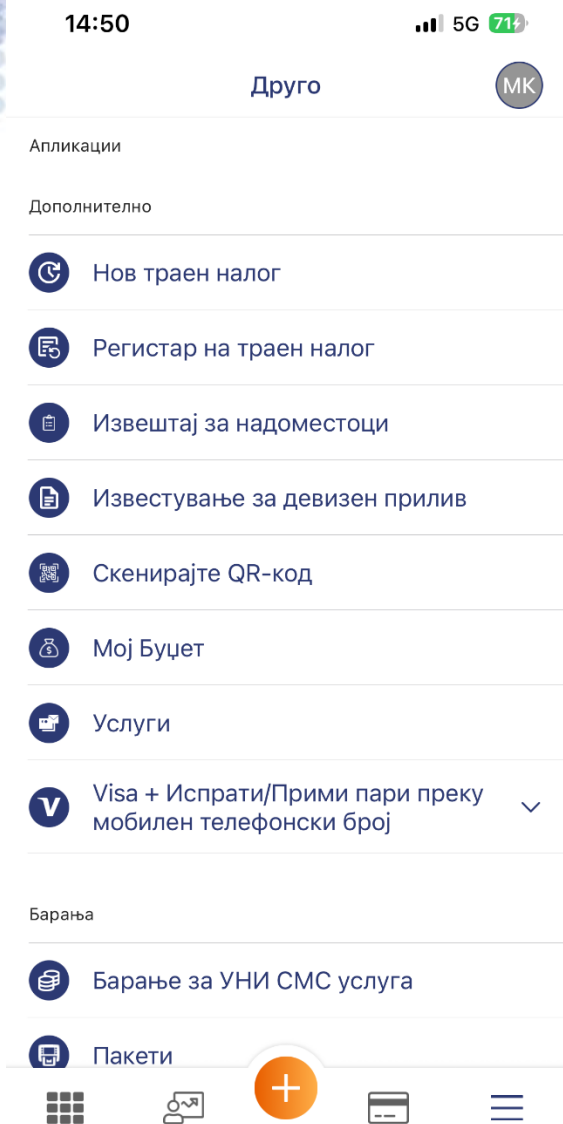 14:50
5G 71
Друго
МК
Апликации
Дополнително
Нов траен налог
Регистар на траен налог
Извештај за надоместоци
Известување за девизен прилив
Скенирајте QR-код
Мој Буџет
Услуги
Visa + Испрати/Прими пари преку
мобилен телефонски број
Барања
Барање за УНИ СМС услуга
Пакети